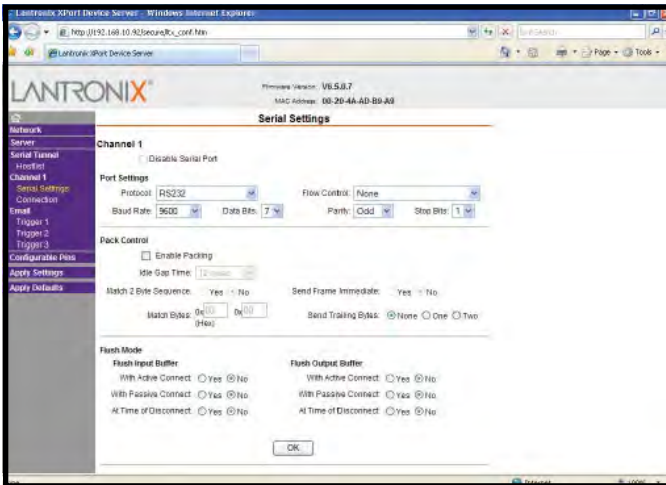 Lantronix XPort Device Server - Windows Internet Explorer
http://192.168.10.92/secure/ltx_conf.htm
Lantronix XPort Device Server
Page
Tools
LANTRONIX®
Firmware Version: V6.5.0.7
MAC Address: 00-20-4A-AD-B9-A9
Network
Server
Serial Tunnel
Hostlist
Channel 1
Serial Settings
Connection
Email
Trigger 1
Trigger 2
Trigger 3
Configurable Pins
Apply Settings
Apply Defaults
Serial Settings
Channel 1
Disable Serial Port
Port Settings
Protocol: RS232 Flow Control: None
Baud Rate: 9600 Data Bits: 7 Parity: Odd Stop Bits: 1
Pack Control
Enable Packing
Idle Gap Time: 12 msec
Match 2 Byte Sequence: Yes No Send Frame Immediate: Yes No
Match Bytes: 0x 00 0x 00 Send Trailing Bytes: None One Two
(Hex)
Flush Mode
Flush Input Buffer Flush Output Buffer
With Active Connect: Yes No With Active Connect: Yes No
With Passive Connect: Yes No With Passive Connect: Yes No
At Time of Disconnect: Yes No At Time of Disconnect: Yes No
OK
Internet
100%